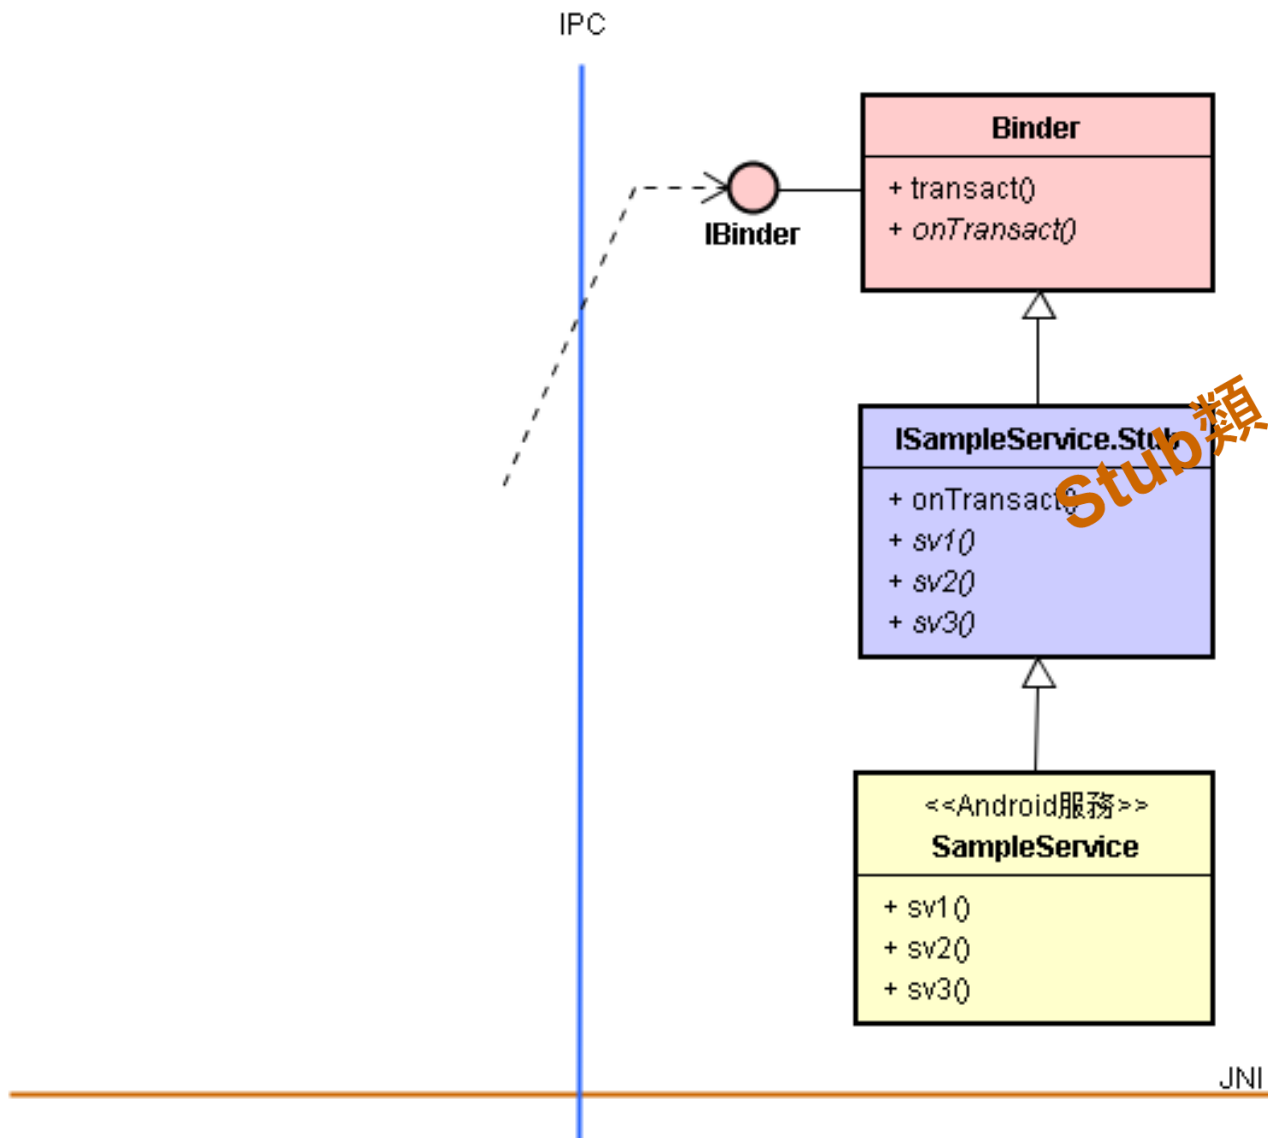 IPC
Binder
+ transact()
+ onTransact()
IBinder
ISampleService.Stub
Stub類
+ onTransact()
+ sv1()
+ sv2()
+ sv3()
<<Android服務>>
SampleService
+ sv1()
+ sv2()
+ sv3()
JNI